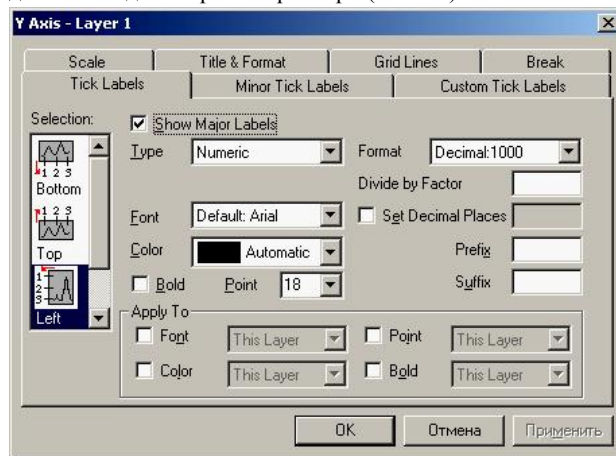 Y Axis - Layer 1
Scale Title & Format Grid Lines Break
Tick Labels Minor Tick Labels Custom Tick Labels
Selection: Show Major Labels
Type Numeric Format Decimal:1000
1 2 3
Bottom
Divide by Factor
1 2 3
Top
Font Default: Arial Set Decimal Places
Color Automatic Prefix
Bold Point 18 Suffix
1
2
3
Left
Apply To
Font This Layer Point This Layer
Color This Layer Bold This Layer
OK Отмена Применить